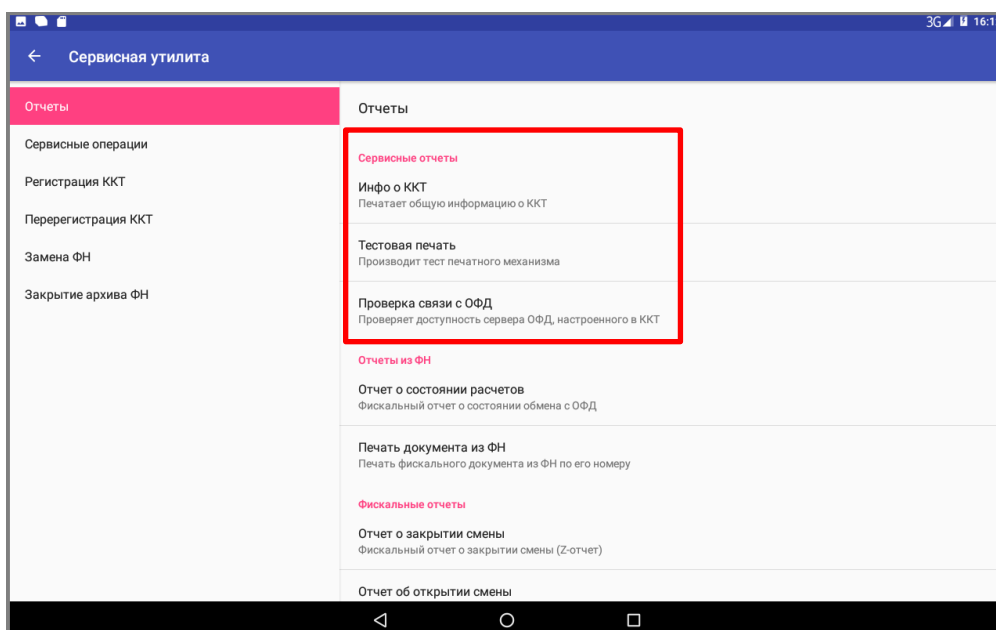 3G 16:1
Сервисная утилита
Отчеты
Сервисные операции
Регистрация ККТ
Перерегистрация ККТ
Замена ФН
Закрытие архива ФН
Отчеты
Сервисные отчеты
Инфо о ККТ
Печатает общую информацию о ККТ
Тестовая печать
Производит тест печатного механизма
Проверка связи с ОФД
Проверяет доступность сервера ОФД, настроенного в ККТ
Отчеты из ФН
Отчет о состоянии расчетов
Фискальный отчет о состоянии обмена с ОФД
Печать документа из ФН
Печать фискального документа из ФН по его номеру
Фискальные отчеты
Отчет о закрытии смены
Фискальный отчет о закрытии смены (Z-отчет)
Отчет об открытии смены